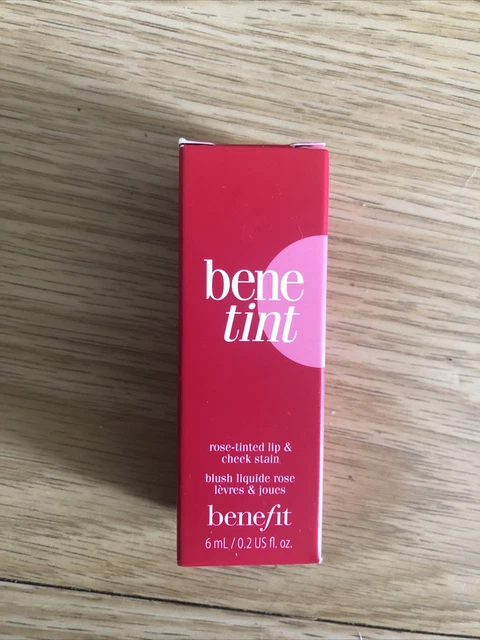 bene
tint
rose-tinted lip &
cheek stain
blush liquide rose
lèvres & joues
benefit
6 mL / 0.2 US fl. oz.